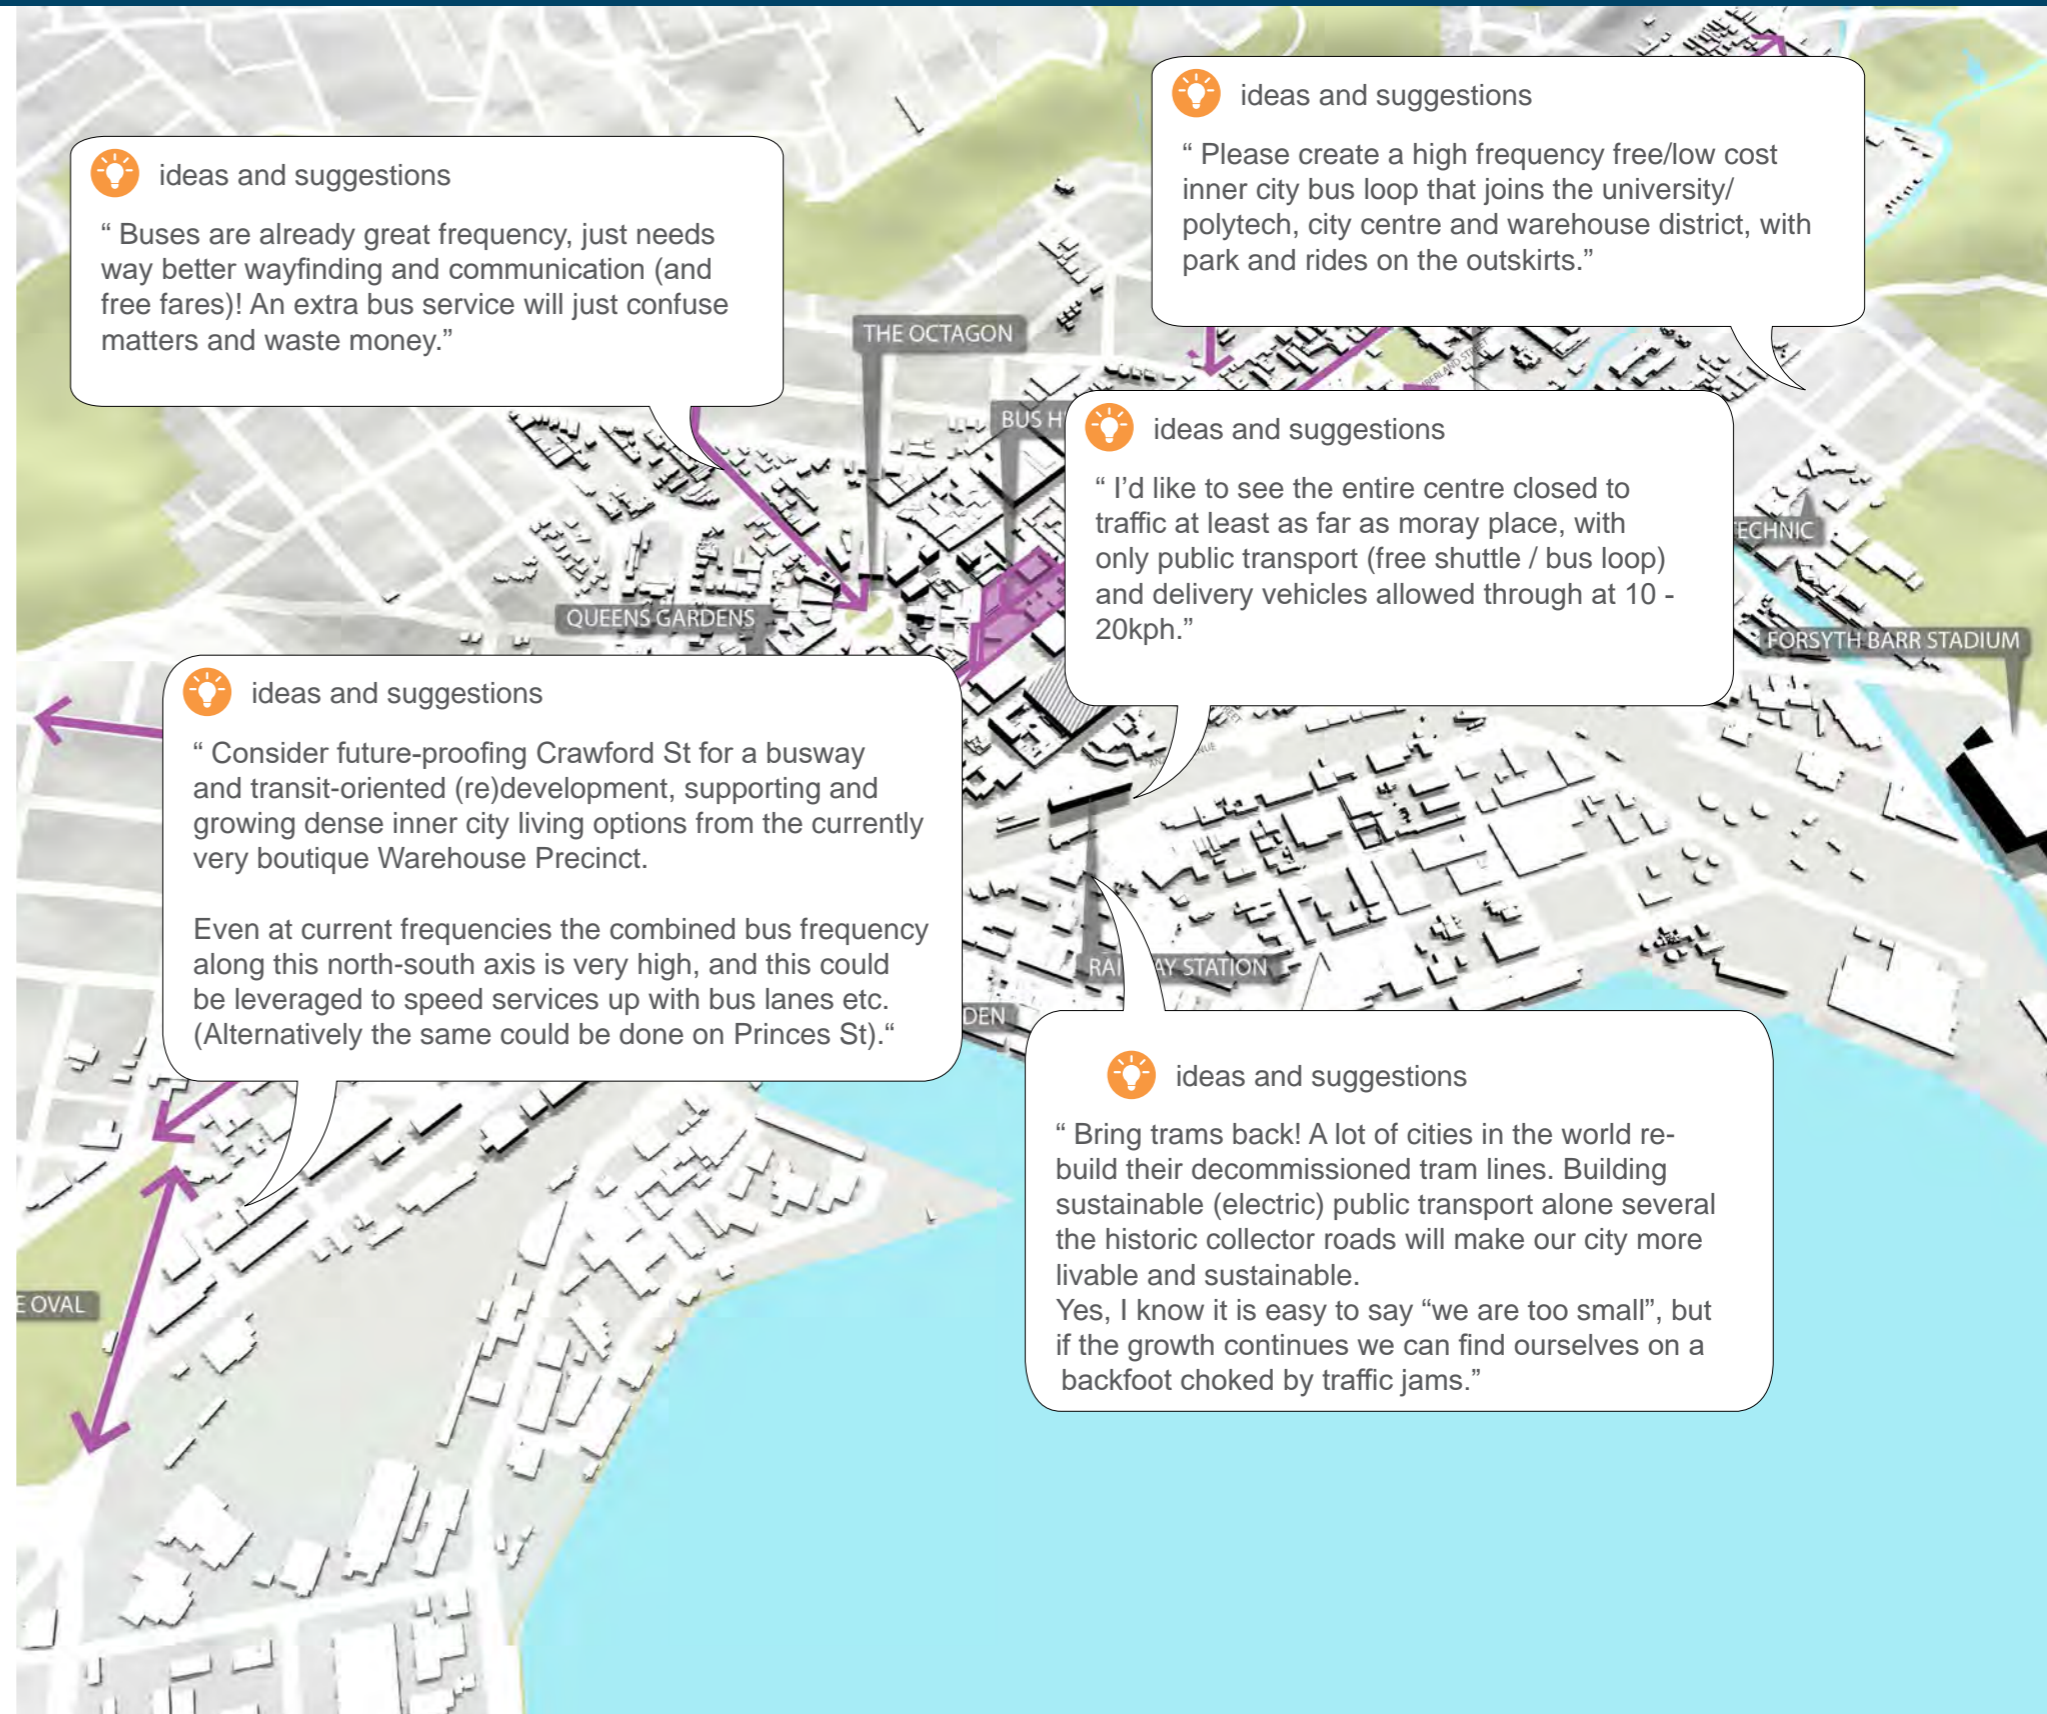 ideas and suggestions
“ Buses are already great frequency, just needs
way better wayfinding and communication (and
free fares)! An extra bus service will just confuse
matters and waste money.”
ideas and suggestions
“ Please create a high frequency free/low cost
inner city bus loop that joins the university/
polytech, city centre and warehouse district, with
park and rides on the outskirts.”
THE OCTAGON
BUS H
ideas and suggestions
“ I’d like to see the entire centre closed to
traffic at least as far as moray place, with
only public transport (free shuttle / bus loop)
and delivery vehicles allowed through at 10 -
20kph.”
ECHNIC
QUEENS GARDENS
FORSYTH BARR STADIUM
ideas and suggestions
“ Consider future-proofing Crawford St for a busway
and transit-oriented (re)development, supporting and
growing dense inner city living options from the currently
very boutique Warehouse Precinct.
Even at current frequencies the combined bus frequency
along this north-south axis is very high, and this could
be leveraged to speed services up with bus lanes etc.
(Alternatively the same could be done on Princes St).“
RAI AY STATION
DEN
ideas and suggestions
“ Bring trams back! A lot of cities in the world re-
build their decommissioned tram lines. Building
sustainable (electric) public transport alone several
the historic collector roads will make our city more
livable and sustainable.
Yes, I know it is easy to say “we are too small”, but
if the growth continues we can find ourselves on a
backfoot choked by traffic jams.”
E OVAL